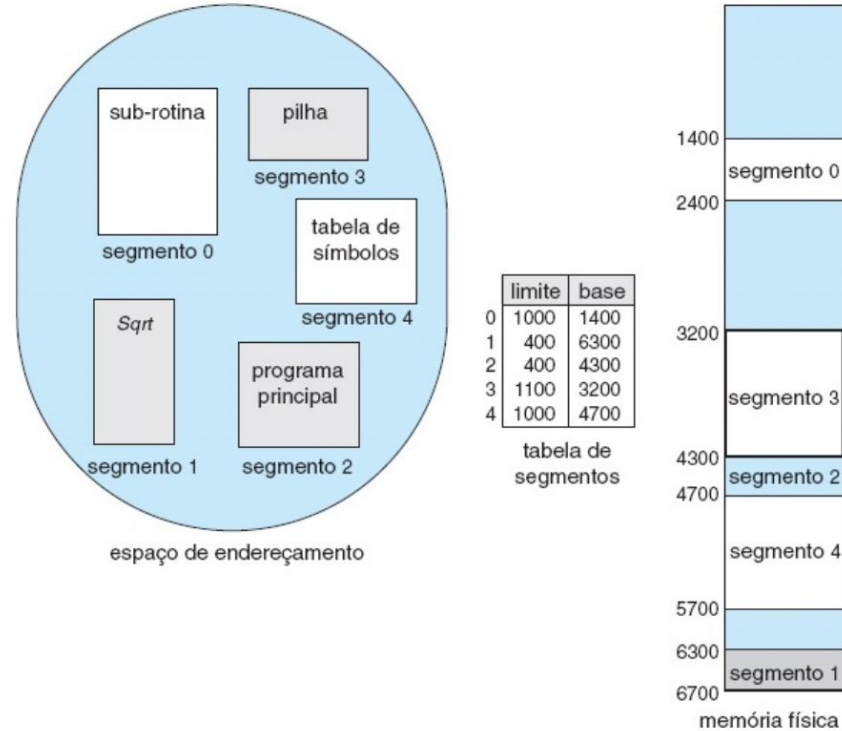 sub-rotina
segmento 0
pilha
segmento 3
tabela de
símbolos
segmento 4
Sqrt
segmento 1
programa
principal
segmento 2
espaço de endereçamento
limite base
0 1000 1400
1 400 6300
2 400 4300
3 1100 3200
4 1000 4700
tabela de
segmentos
1400
segmento 0
2400
3200
segmento 3
4300
segmento 2
4700
segmento 4
5700
6300
segmento 1
6700
memória física